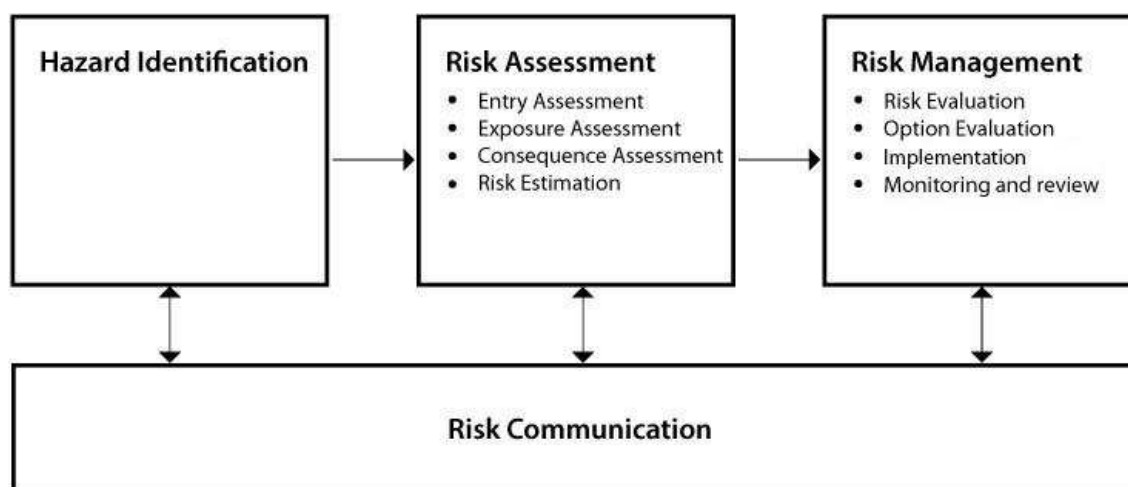 Hazard Identification
Risk Assessment
• Entry Assessment
• Exposure Assessment
• Consequence Assessment
• Risk Estimation
Risk Management
• Risk Evaluation
• Option Evaluation
• Implementation
• Monitoring and review
Risk Communication